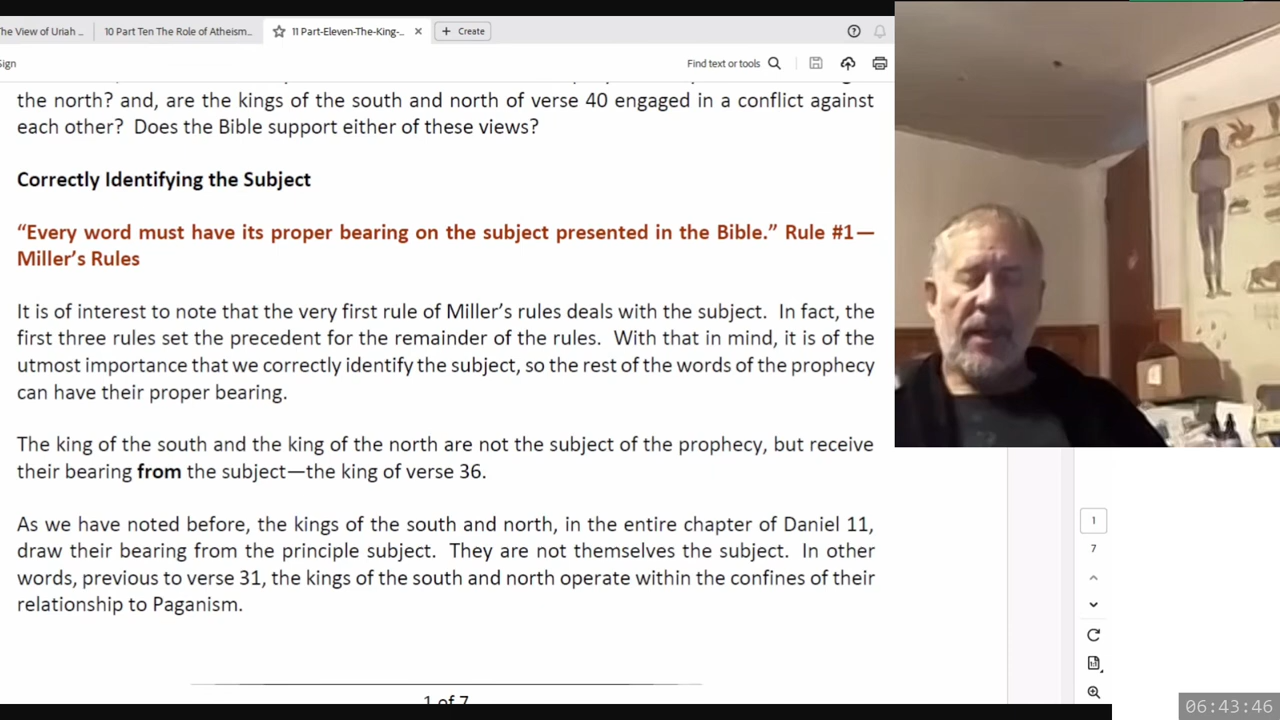 The View of Uriah ...
10 Part Ten The Role of Atheism...
11 Part-Eleven-The-King-...
+ Create
Sign
Find text or tools
the north? and, are the kings of the south and north of verse 40 engaged in a conflict against
each other? Does the Bible support either of these views?
Correctly Identifying the Subject
“Every word must have its proper bearing on the subject presented in the Bible.” Rule #1—
Miller’s Rules
It is of interest to note that the very first rule of Miller’s rules deals with the subject. In fact, the
first three rules set the precedent for the remainder of the rules. With that in mind, it is of the
utmost importance that we correctly identify the subject, so the rest of the words of the prophecy
can have their proper bearing.
The king of the south and the king of the north are not the subject of the prophecy, but receive
their bearing from the subject—the king of verse 36.
As we have noted before, the kings of the south and north, in the entire chapter of Daniel 11,
draw their bearing from the principle subject. They are not themselves the subject. In other
words, previous to verse 31, the kings of the south and north operate within the confines of their
relationship to Paganism.
1 of 7
1
7
06:43:46